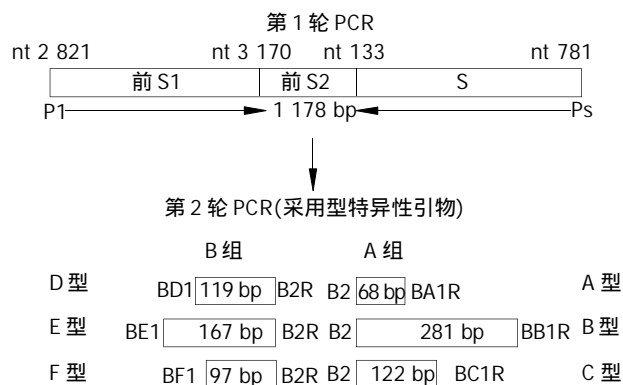 第 1 轮 PCR
nt 2 821 nt 3 170 nt 133 nt 781
前 S1 前 S2 S
P1 1 178 bp Ps
第 2 轮 PCR(采用型特异性引物)
B 组 A 组
D 型 BD1 119 bp B2R B2 68 bp BA1R A 型
E 型 BE1 167 bp B2R B2 281 bp BB1R B 型
F 型 BF1 97 bp B2R B2 122 bp BC1R C 型